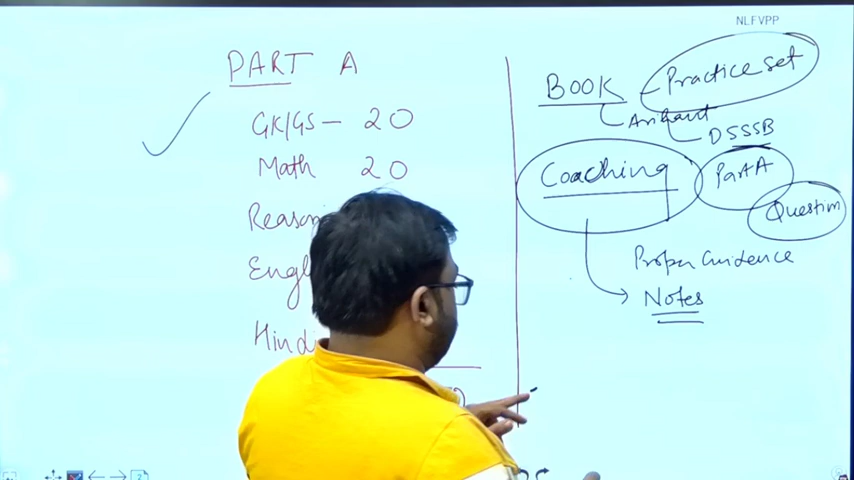 NLFVPP
PART A
GK/GS - 20
Math 20
Reason
Engl
Hindi
BOOK
Practice set
Arihant
DSSSB
Coaching
Part A
Question
Proper Guidence
Notes